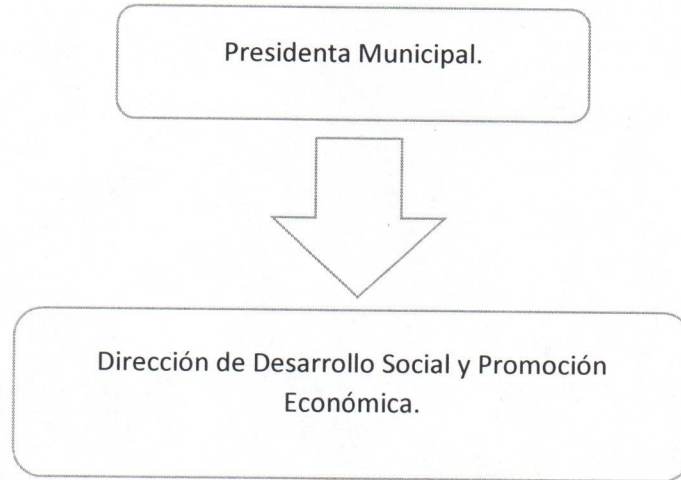 Presidenta Municipal.
Dirección de Desarrollo Social y Promoción
Económica.